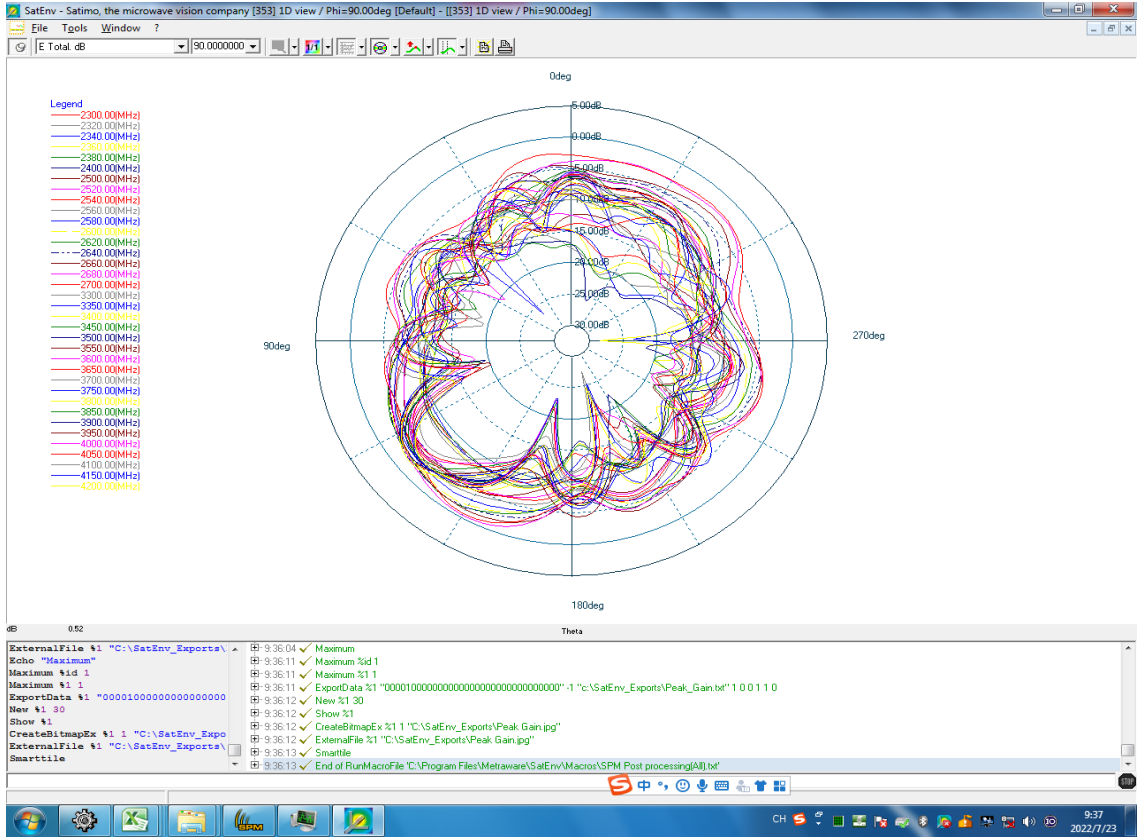 SatEnv - Satimo, the microwave vision company [353] 1D view / Phi=90.00deg [Default] - [[353] 1D view / Phi=90.00deg]
File Tools Window ?
E Total. dB 90.0000000 1/1
0deg
Legend
2300.00(MHz)
2320.00(MHz)
2340.00(MHz)
2360.00(MHz)
2380.00(MHz)
2400.00(MHz)
2500.00(MHz)
2520.00(MHz)
2540.00(MHz)
2560.00(MHz)
2580.00(MHz)
2600.00(MHz)
2620.00(MHz)
2640.00(MHz)
2660.00(MHz)
2680.00(MHz)
2700.00(MHz)
3300.00(MHz)
3350.00(MHz)
3400.00(MHz)
3450.00(MHz)
3500.00(MHz)
3550.00(MHz)
3600.00(MHz)
3650.00(MHz)
3700.00(MHz)
3750.00(MHz)
3800.00(MHz)
3850.00(MHz)
3900.00(MHz)
3950.00(MHz)
4000.00(MHz)
4050.00(MHz)
4100.00(MHz)
4150.00(MHz)
4200.00(MHz)
5.00dB
0.00dB
-5.00dB
-10.00dB
-15.00dB
-20.00dB
-25.00dB
-30.00dB
90deg
270deg
180deg
dB 0.52 Theta
ExternalFile %1 "C:\SatEnv_Exports\
Echo "Maximum"
Maximum %id 1
Maximum %1 1
ExportData %1 "00001000000000000000
New %1 30
Show %1
CreateBitmapEx %1 1 "C:\SatEnv_Expo
ExternalFile %1 "C:\SatEnv_Exports\
Smarttile
9:36:04 Maximum
9:36:11 Maximum %id 1
9:36:11 Maximum %1 1
9:36:11 ExportData %1 "00001000000000000000000000000000" -1 "c:\SatEnv_Exports\Peak_Gain.txt" 1 0 0 1 1 0
9:36:12 New %1 30
9:36:12 Show %1
9:36:12 CreateBitmapEx %1 1 "C:\SatEnv_Exports\Peak Gain.jpg"
9:36:12 ExternalFile %1 "C:\SatEnv_Exports\Peak Gain.jpg"
9:36:13 Smarttile
9:36:13 End of RunMacroFile 'C:\Program Files\Metraware\SatEnv\Macros\SPM Post processing(All).txt'
STOP
中
SPM
CH
9:37
2022/7/23